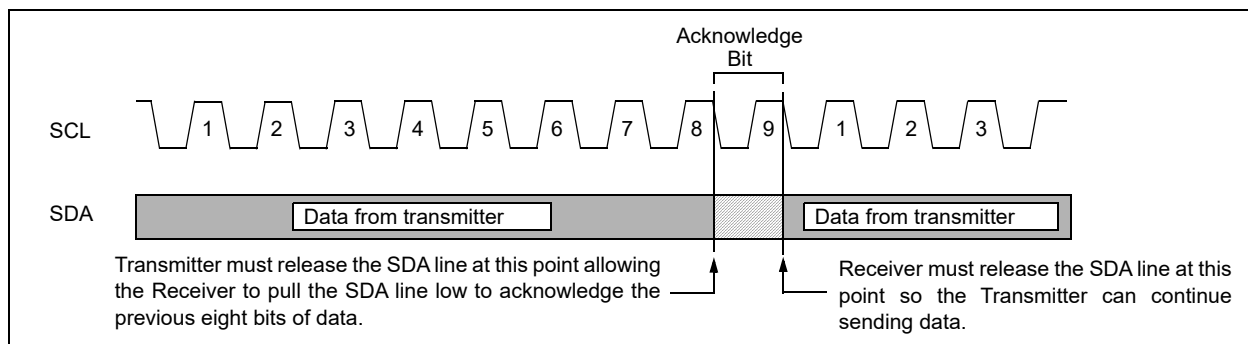 Acknowledge
Bit
SCL
1 2 3 4 5 6 7 8 9 1 2 3
SDA
Data from transmitter
Data from transmitter
Transmitter must release the SDA line at this point allowing
the Receiver to pull the SDA line low to acknowledge the
previous eight bits of data.
Receiver must release the SDA line at this
point so the Transmitter can continue
sending data.